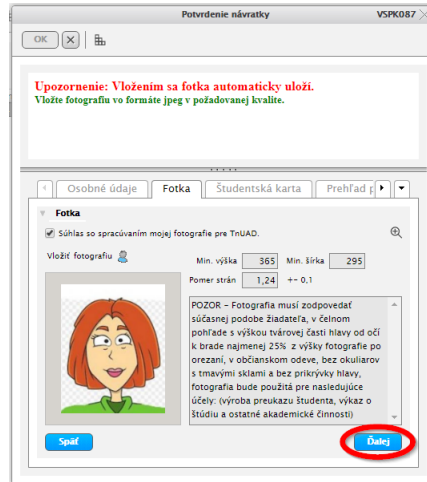 Potvrdenie návratky VSPK087
OK
Upozornenie: Vložením sa fotka automaticky uloží.
Vložte fotografiu vo formáte jpeg v požadovanej kvalite.
Osobné údaje Fotka Študentská karta Prehľad p
Fotka
Súhlas so spracúvaním mojej fotografie pre TnUAD.
Vložiť fotografiu Min. výška 365 Min. šírka 295
Pomer strán 1,24 +- 0,1
POZOR - Fotografia musí zodpovedať
súčasnej podobe žiadateľa, v čelnom
pohľade s výškou tvárovej časti hlavy od očí
k brade najmenej 25% z výšky fotografie po
orezaní, v občianskom odeve, bez okuliarov
s tmavými sklami a bez prikrývky hlavy,
fotografia bude použitá pre nasledujúce
účely: (výroba preukazu študenta, výkaz o
štúdiu a ostatné akademické činnosti)
Späť Ďalej